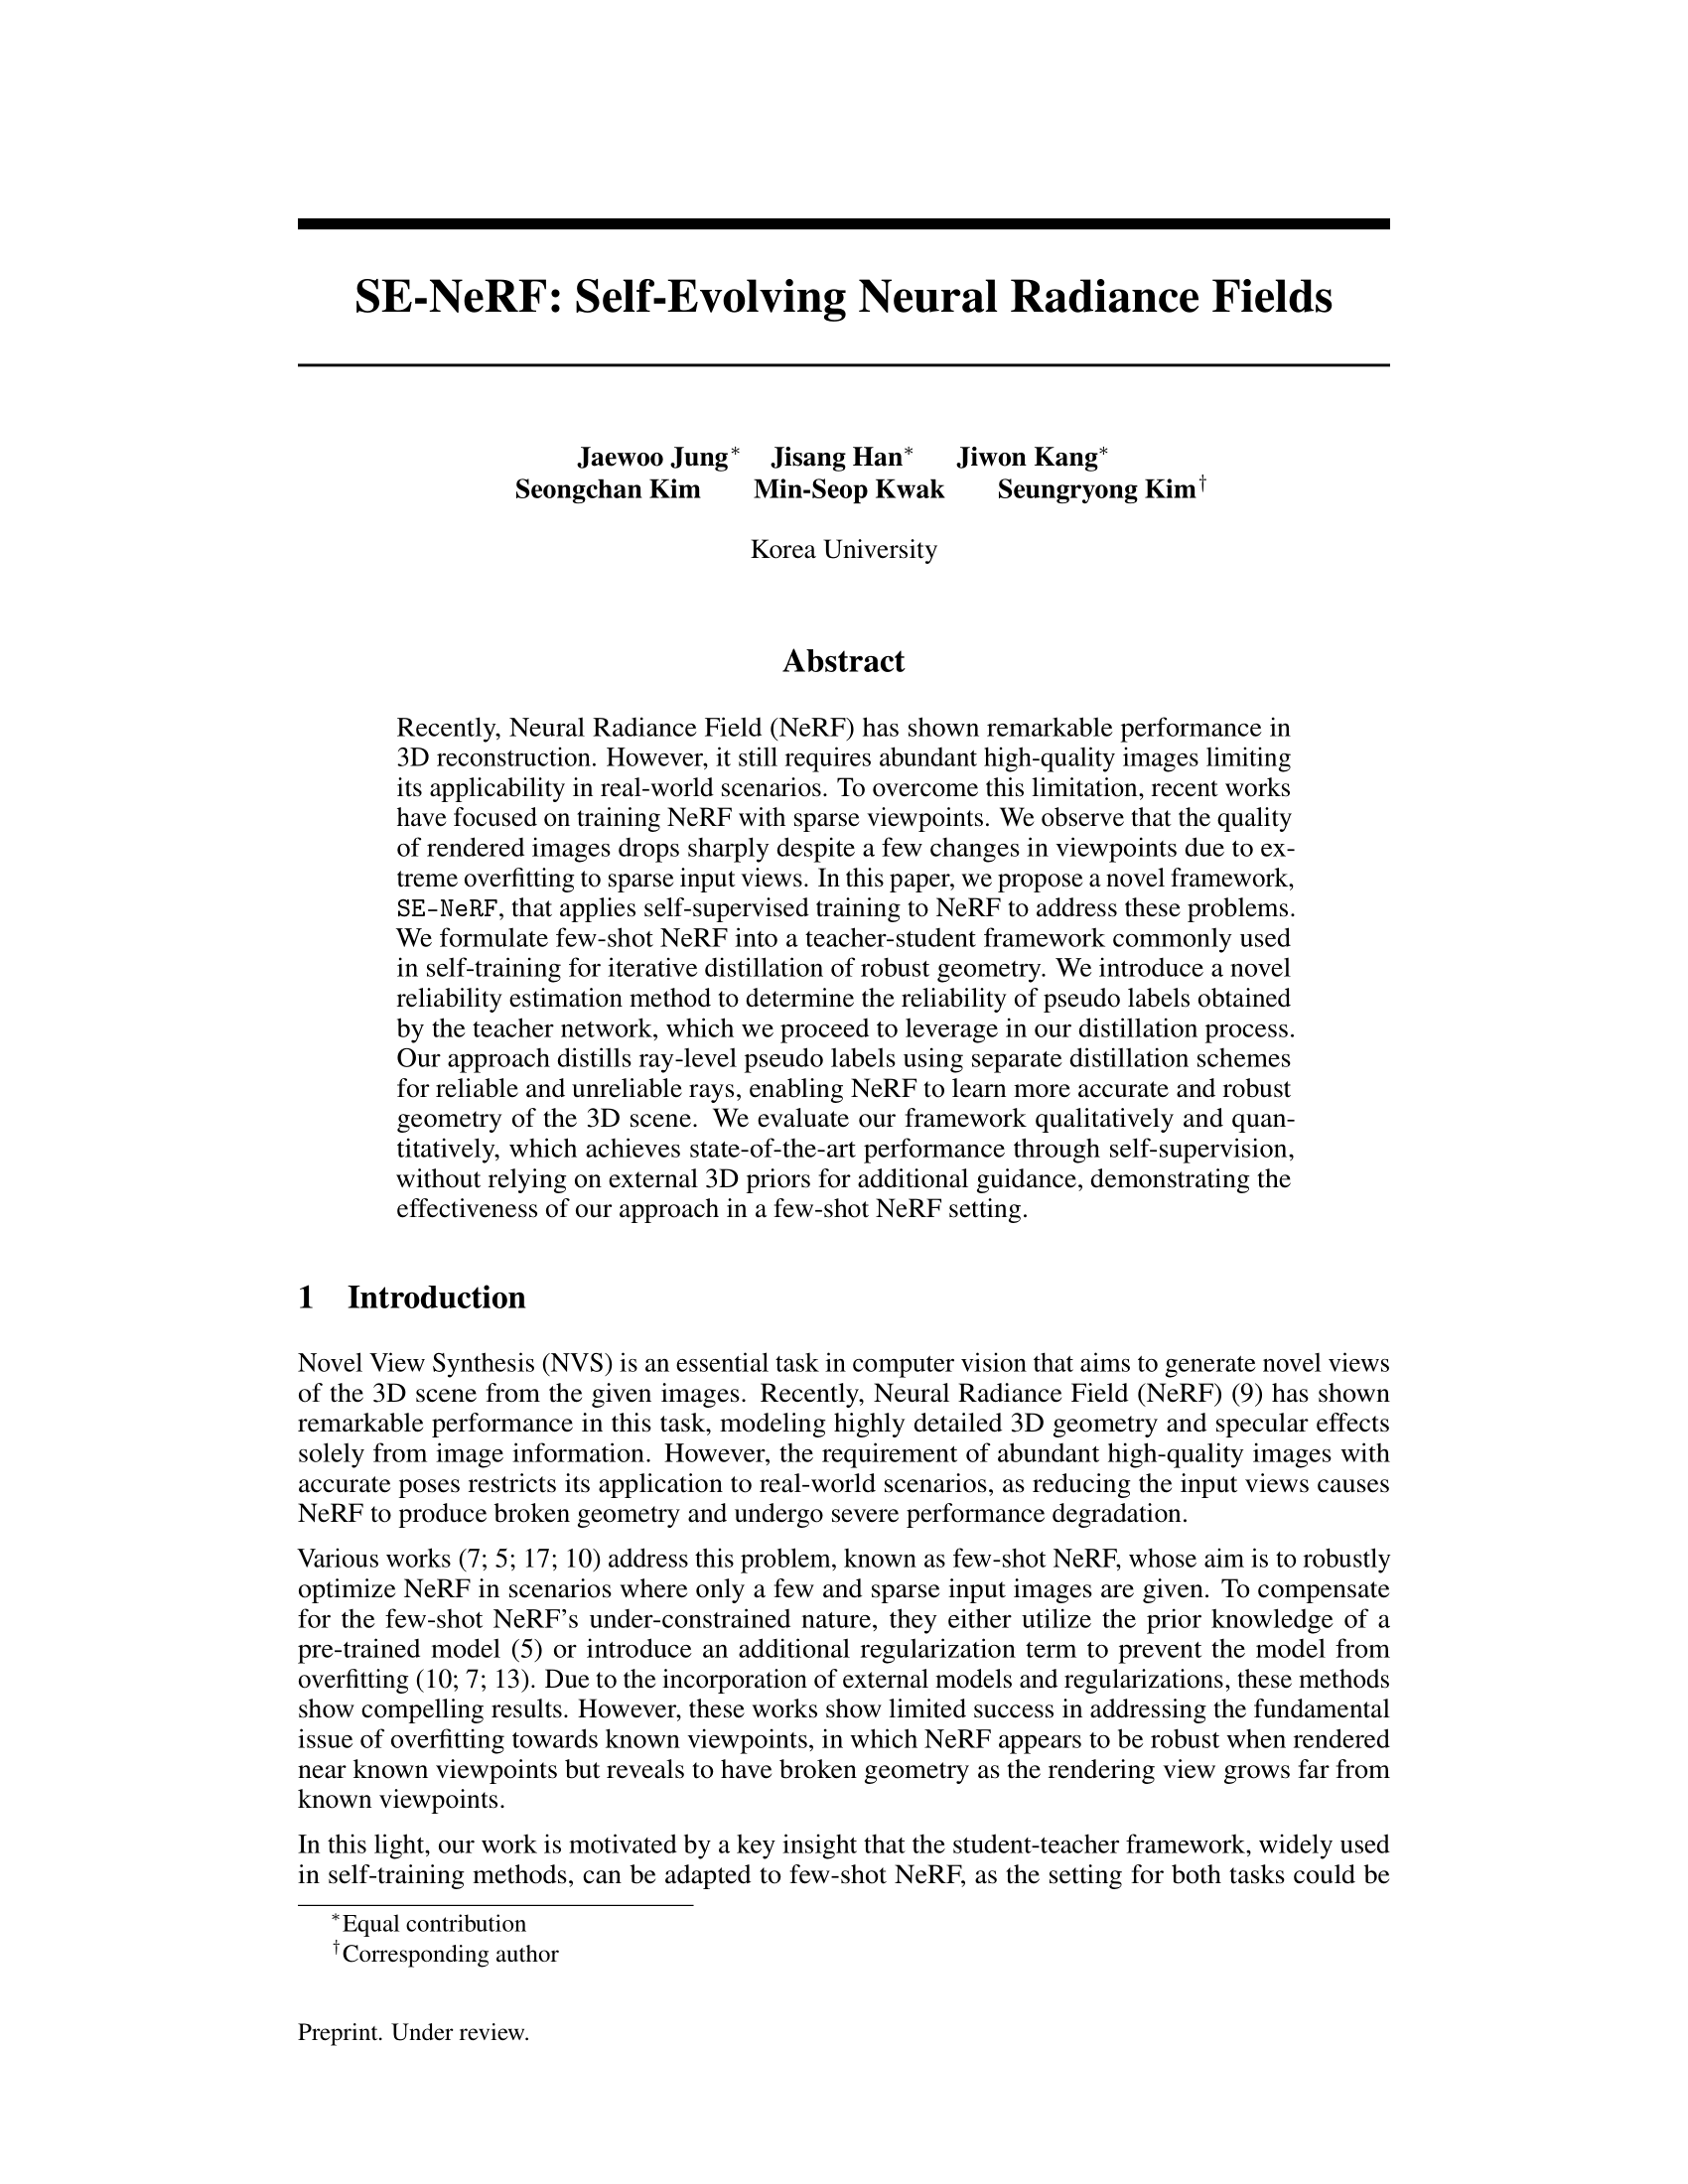 SE-NeRF: Self-Evolving Neural Radiance Fields
Jaewoo Jung* Jisang Han* Jiwon Kang*
Seongchan Kim Min-Seop Kwak Seungryong Kim†
Korea University
Abstract
Recently, Neural Radiance Field (NeRF) has shown remarkable performance in
3D reconstruction. However, it still requires abundant high-quality images limiting
its applicability in real-world scenarios. To overcome this limitation, recent works
have focused on training NeRF with sparse viewpoints. We observe that the quality
of rendered images drops sharply despite a few changes in viewpoints due to ex-
treme overfitting to sparse input views. In this paper, we propose a novel framework,
SE-NeRF, that applies self-supervised training to NeRF to address these problems.
We formulate few-shot NeRF into a teacher-student framework commonly used
in self-training for iterative distillation of robust geometry. We introduce a novel
reliability estimation method to determine the reliability of pseudo labels obtained
by the teacher network, which we proceed to leverage in our distillation process.
Our approach distills ray-level pseudo labels using separate distillation schemes
for reliable and unreliable rays, enabling NeRF to learn more accurate and robust
geometry of the 3D scene. We evaluate our framework qualitatively and quan-
titatively, which achieves state-of-the-art performance through self-supervision,
without relying on external 3D priors for additional guidance, demonstrating the
effectiveness of our approach in a few-shot NeRF setting.
1 Introduction
Novel View Synthesis (NVS) is an essential task in computer vision that aims to generate novel views
of the 3D scene from the given images. Recently, Neural Radiance Field (NeRF) (9) has shown
remarkable performance in this task, modeling highly detailed 3D geometry and specular effects
solely from image information. However, the requirement of abundant high-quality images with
accurate poses restricts its application to real-world scenarios, as reducing the input views causes
NeRF to produce broken geometry and undergo severe performance degradation.
Various works (7; 5; 17; 10) address this problem, known as few-shot NeRF, whose aim is to robustly
optimize NeRF in scenarios where only a few and sparse input images are given. To compensate
for the few-shot NeRF's under-constrained nature, they either utilize the prior knowledge of a
pre-trained model (5) or introduce an additional regularization term to prevent the model from
overfitting (10; 7; 13). Due to the incorporation of external models and regularizations, these methods
show compelling results. However, these works show limited success in addressing the fundamental
issue of overfitting towards known viewpoints, in which NeRF appears to be robust when rendered
near known viewpoints but reveals to have broken geometry as the rendering view grows far from
known viewpoints.
In this light, our work is motivated by a key insight that the student-teacher framework, widely used
in self-training methods, can be adapted to few-shot NeRF, as the setting for both tasks could be
*Equal contribution
†Corresponding author
Preprint. Under review.